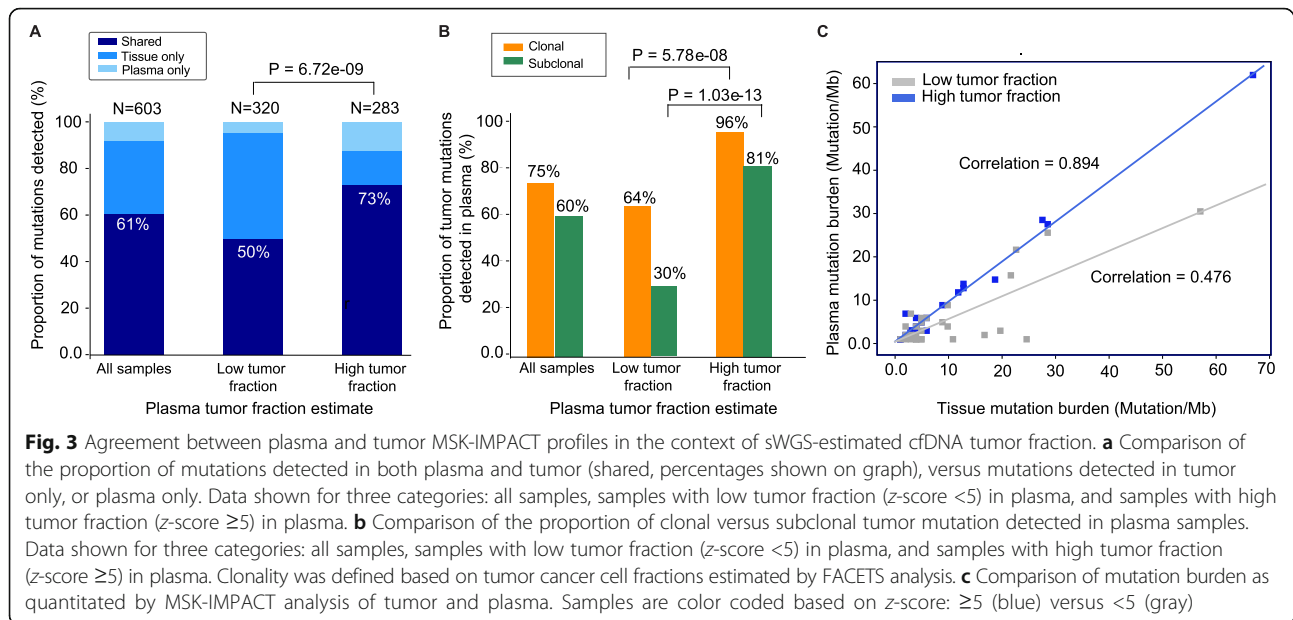 A
Shared
Tissue only
Plasma only
P = 6.72e-09
N=603
N=320
N=283
Proportion of mutations detected (%)
100
80
60
40
20
0.0
61%
50%
73%
All samples
Low tumor
fraction
High tumor
fraction
Plasma tumor fraction estimate
B
Clonal
Subclonal
P = 5.78e-08
P = 1.03e-13
Proportion of tumor mutations
detected in plasma (%)
100
80
60
40
20
0.0
75%
60%
64%
30%
96%
81%
All samples
Low tumor
fraction
High tumor
fraction
Plasma tumor fraction estimate
C
Low tumor fraction
High tumor fraction
Correlation = 0.894
Correlation = 0.476
Plasma mutation burden (Mutation/Mb)
60
50
40
30
20
10
0.0
0.0
10
20
30
40
50
60
70
Tissue mutation burden (Mutation/Mb)
Fig. 3 Agreement between plasma and tumor MSK-IMPACT profiles in the context of sWGS-estimated cfDNA tumor fraction. a Comparison of
the proportion of mutations detected in both plasma and tumor (shared, percentages shown on graph), versus mutations detected in tumor
only, or plasma only. Data shown for three categories: all samples, samples with low tumor fraction (z-score <5) in plasma, and samples with high
tumor fraction (z-score ≥5) in plasma. b Comparison of the proportion of clonal versus subclonal tumor mutation detected in plasma samples.
Data shown for three categories: all samples, samples with low tumor fraction (z-score <5) in plasma, and samples with high tumor fraction
(z-score ≥5) in plasma. Clonality was defined based on tumor cancer cell fractions estimated by FACETS analysis. c Comparison of mutation burden as
quantitated by MSK-IMPACT analysis of tumor and plasma. Samples are color coded based on z-score: ≥5 (blue) versus <5 (gray)